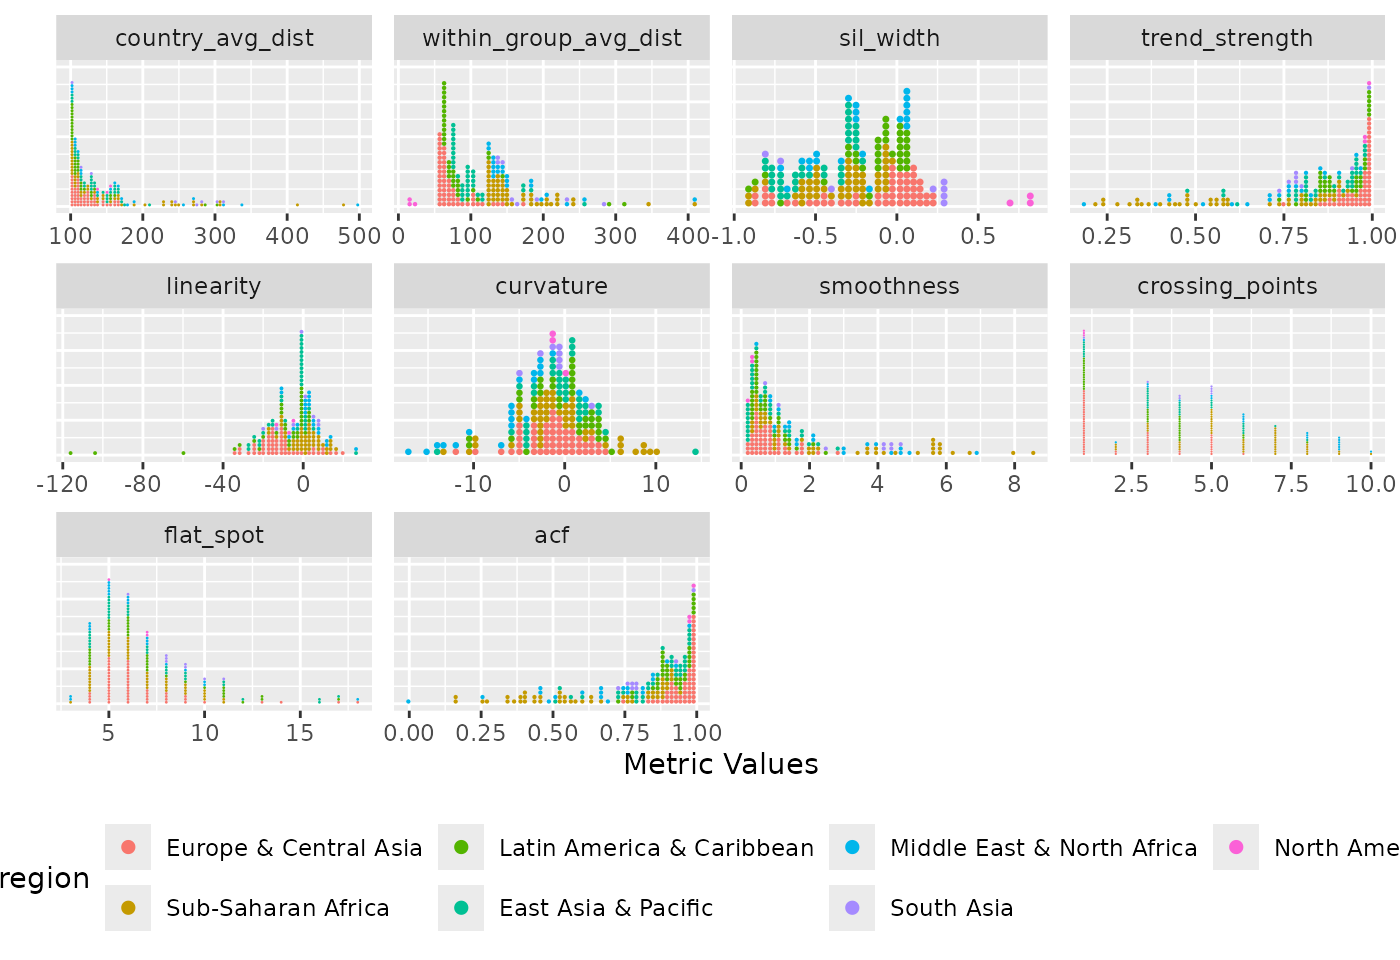 country_avg_dist within_group_avg_dist sil_width trend_strength
100 200 300 400 500 0 100 200 300 400 -1.0 -0.5 0.0 0.5 0.25 0.50 0.75 1.00
linearity curvature smoothness crossing_points
-120 -80 -40 0 -10 0 10 0 2 4 6 8 2.5 5.0 7.5 10.0
flat_spot acf
5 10 15 0.00 0.25 0.50 0.75 1.00
Metric Values
region
Europe & Central Asia Latin America & Caribbean Middle East & North Africa North Ame
Sub-Saharan Africa East Asia & Pacific South Asia